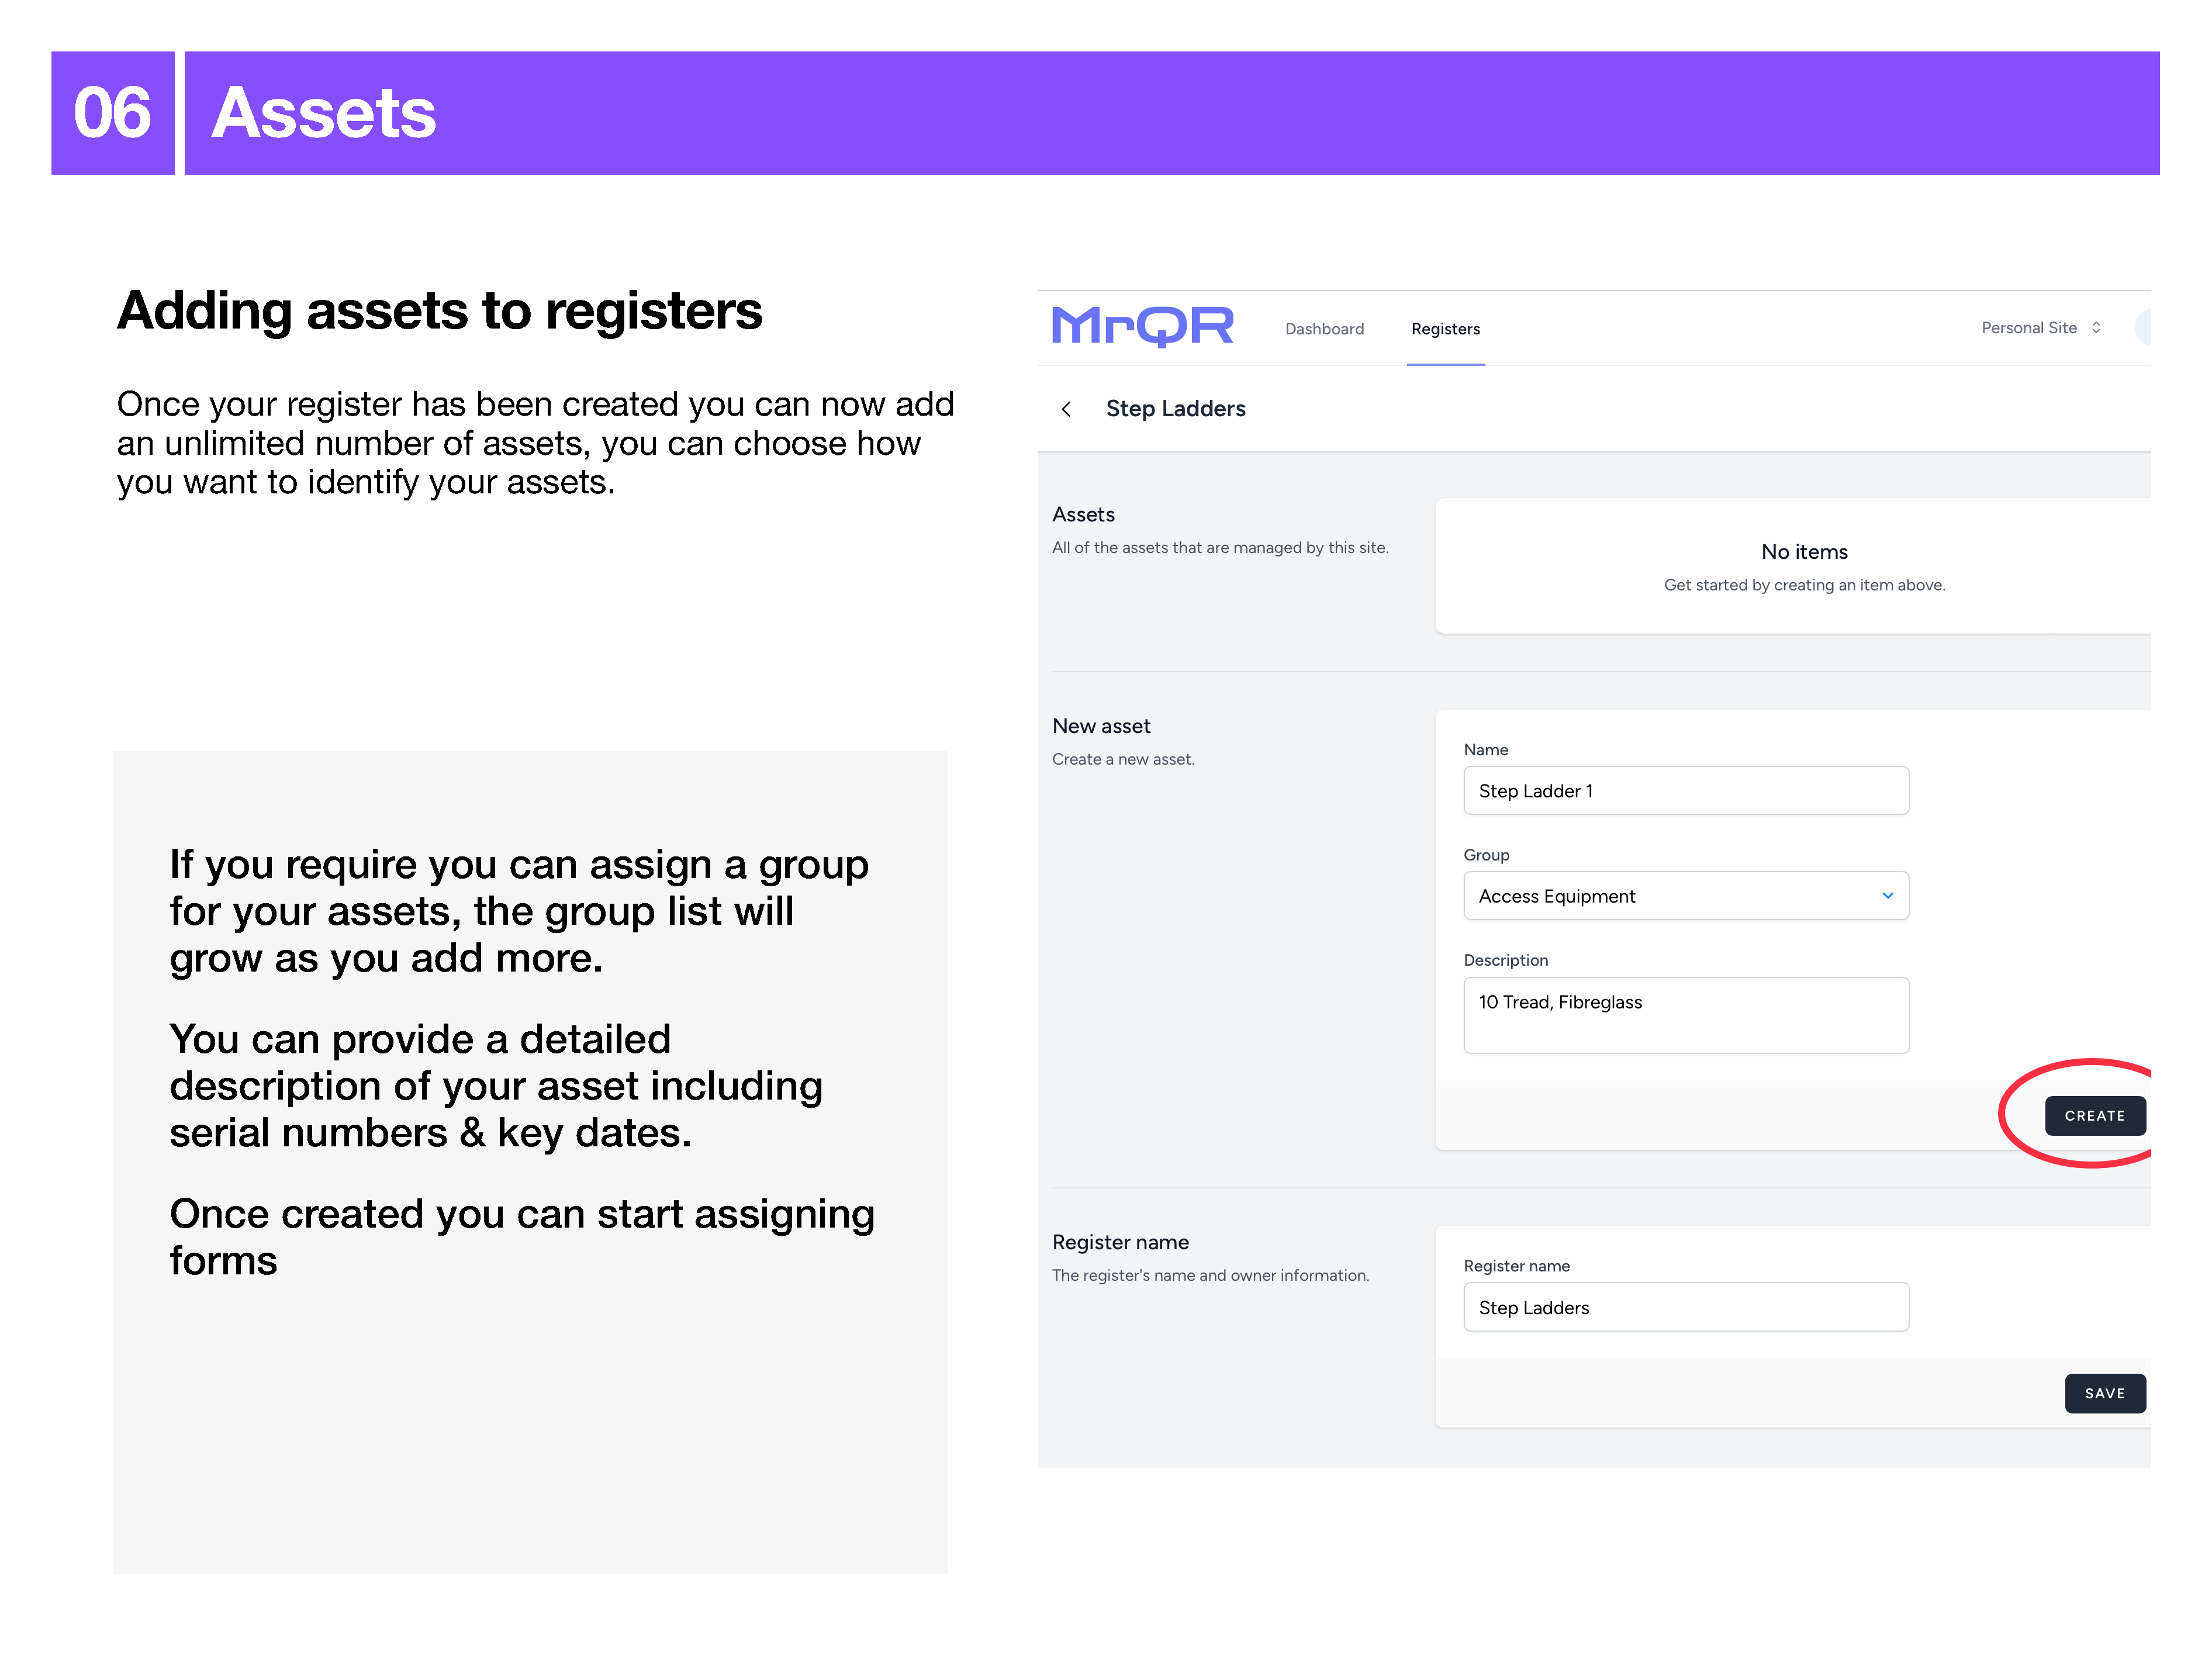 06 Assets
Adding assets to registers
Once your register has been created you can now add
an unlimited number of assets, you can choose how
you want to identify your assets.
If you require you can assign a group
for your assets, the group list will
grow as you add more.
You can provide a detailed
description of your asset including
serial numbers & key dates.
Once created you can start assigning
forms
MrQR Dashboard Registers Personal Site
Step Ladders
Assets
All of the assets that are managed by this site.
No items
Get started by creating an item above.
New asset
Create a new asset.
Name
Step Ladder 1
Group
Access Equipment
Description
10 Tread, Fibreglass
CREATE
Register name
The register's name and owner information.
Register name
Step Ladders
SAVE